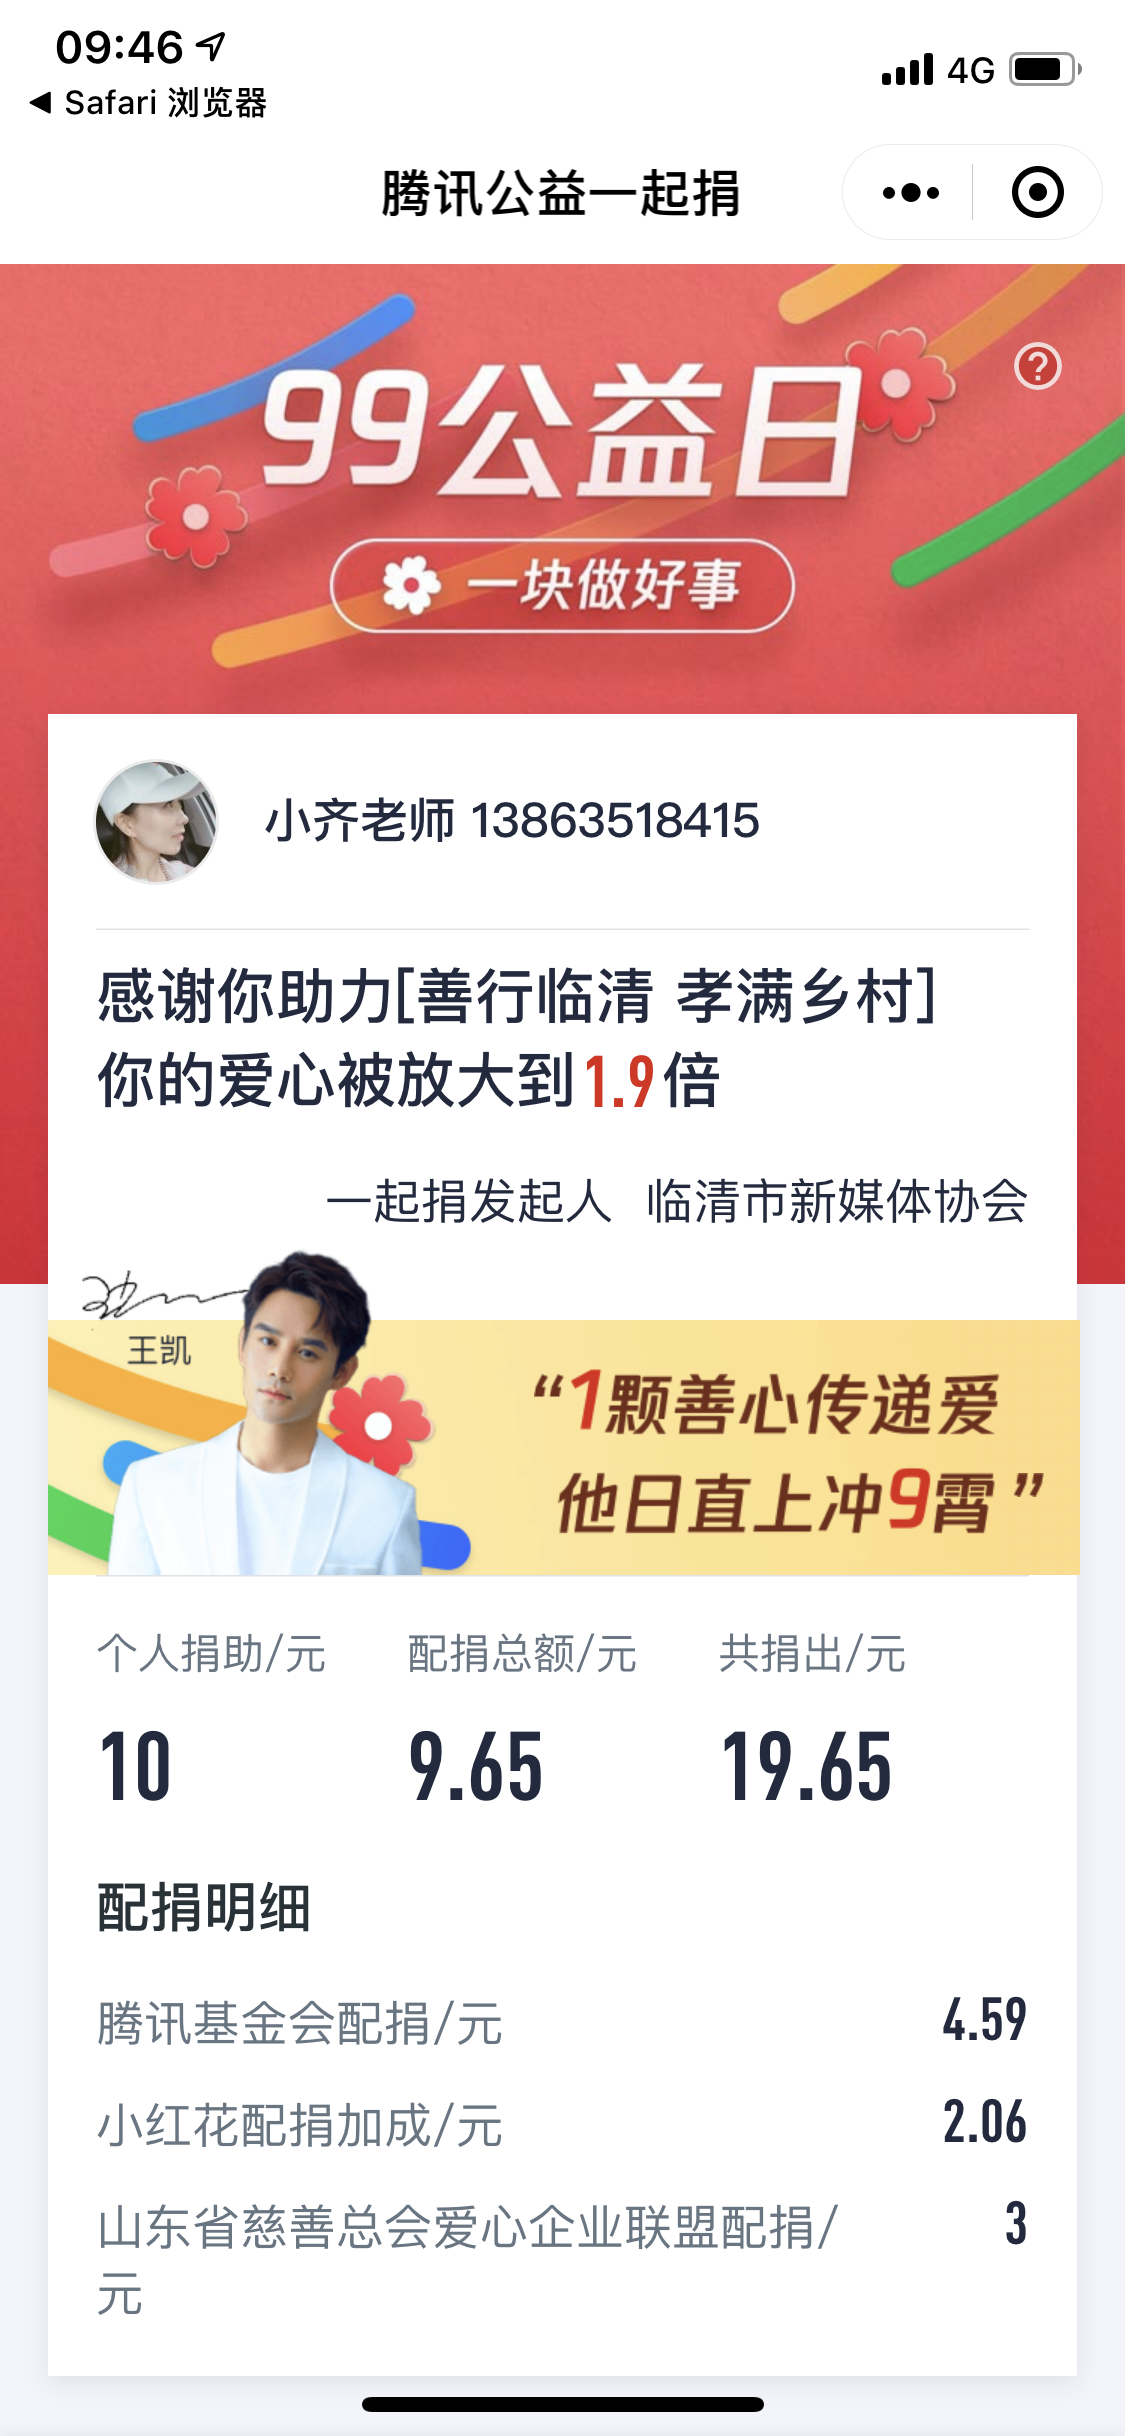 09:46
4G
Safari 浏览器
腾讯公益一起捐
99公益日
一块做好事
小齐老师 13863518415
感谢你助力[善行临清 孝满乡村]
你的爱心被放大到1.9倍
一起捐发起人 临清市新媒体协会
王凯
“1颗善心传递爱
他日直上冲9霄”
个人捐助/元 配捐总额/元 共捐出/元
10 9.65 19.65
配捐明细
腾讯基金会配捐/元 4.59
小红花配捐加成/元 2.06
山东省慈善总会爱心企业联盟配捐/ 3
元